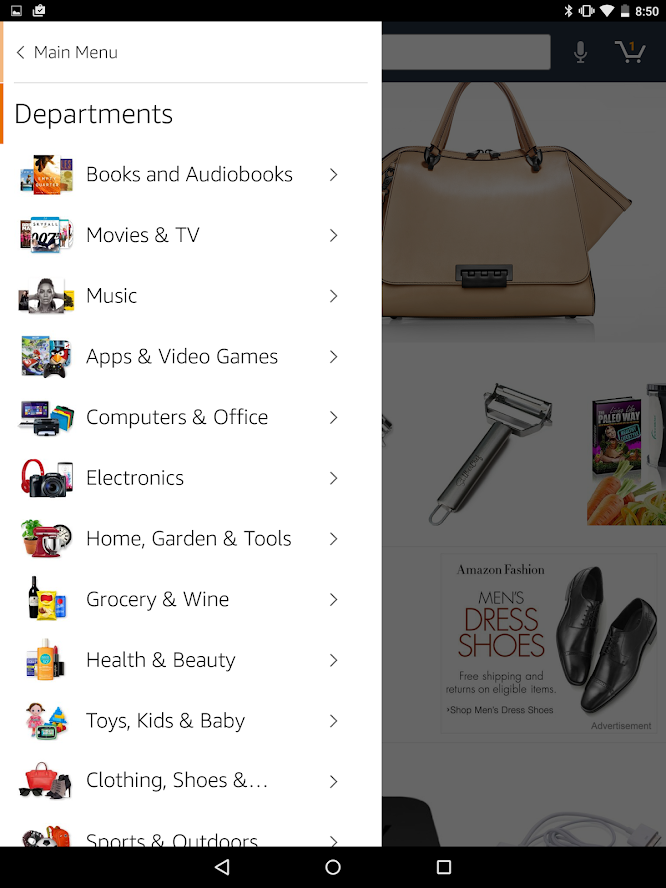 8:50
Main Menu
1
Departments
Books and Audiobooks
Movies & TV
SKYFALL
007
Music
Apps & Video Games
Computers & Office
Electronics
Home, Garden & Tools
Grocery & Wine
Health & Beauty
Toys, Kids & Baby
Clothing, Shoes &...
Sports & Outdoors
PALEO WAY
Amazon Fashion
MEN'S
DRESS
SHOES
Free shipping and
returns on eligible items.
›Shop Men's Dress Shoes
Advertisement